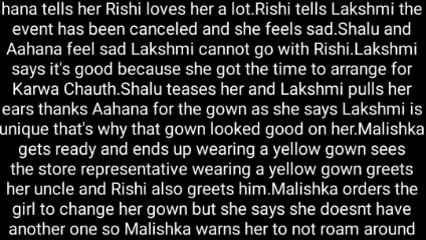 hana tells her Rishi loves her a lot.Rishi tells Lakshmi the
event has been canceled and she feels sad.Shalu and
Aahana feel sad Lakshmi cannot go with Rishi.Lakshmi
says it's good because she got the time to arrange for
Karwa Chauth.Shalu teases her and Lakshmi pulls her
ears thanks Aahana for the gown as she says Lakshmi is
unique that's why that gown looked good on her.Malishka
gets ready and ends up wearing a yellow gown sees
the store representative wearing a yellow gown greets
her uncle and Rishi also greets him.Malishka orders the
girl to change her gown but she says she doesnt have
another one so Malishka warns her to not roam around